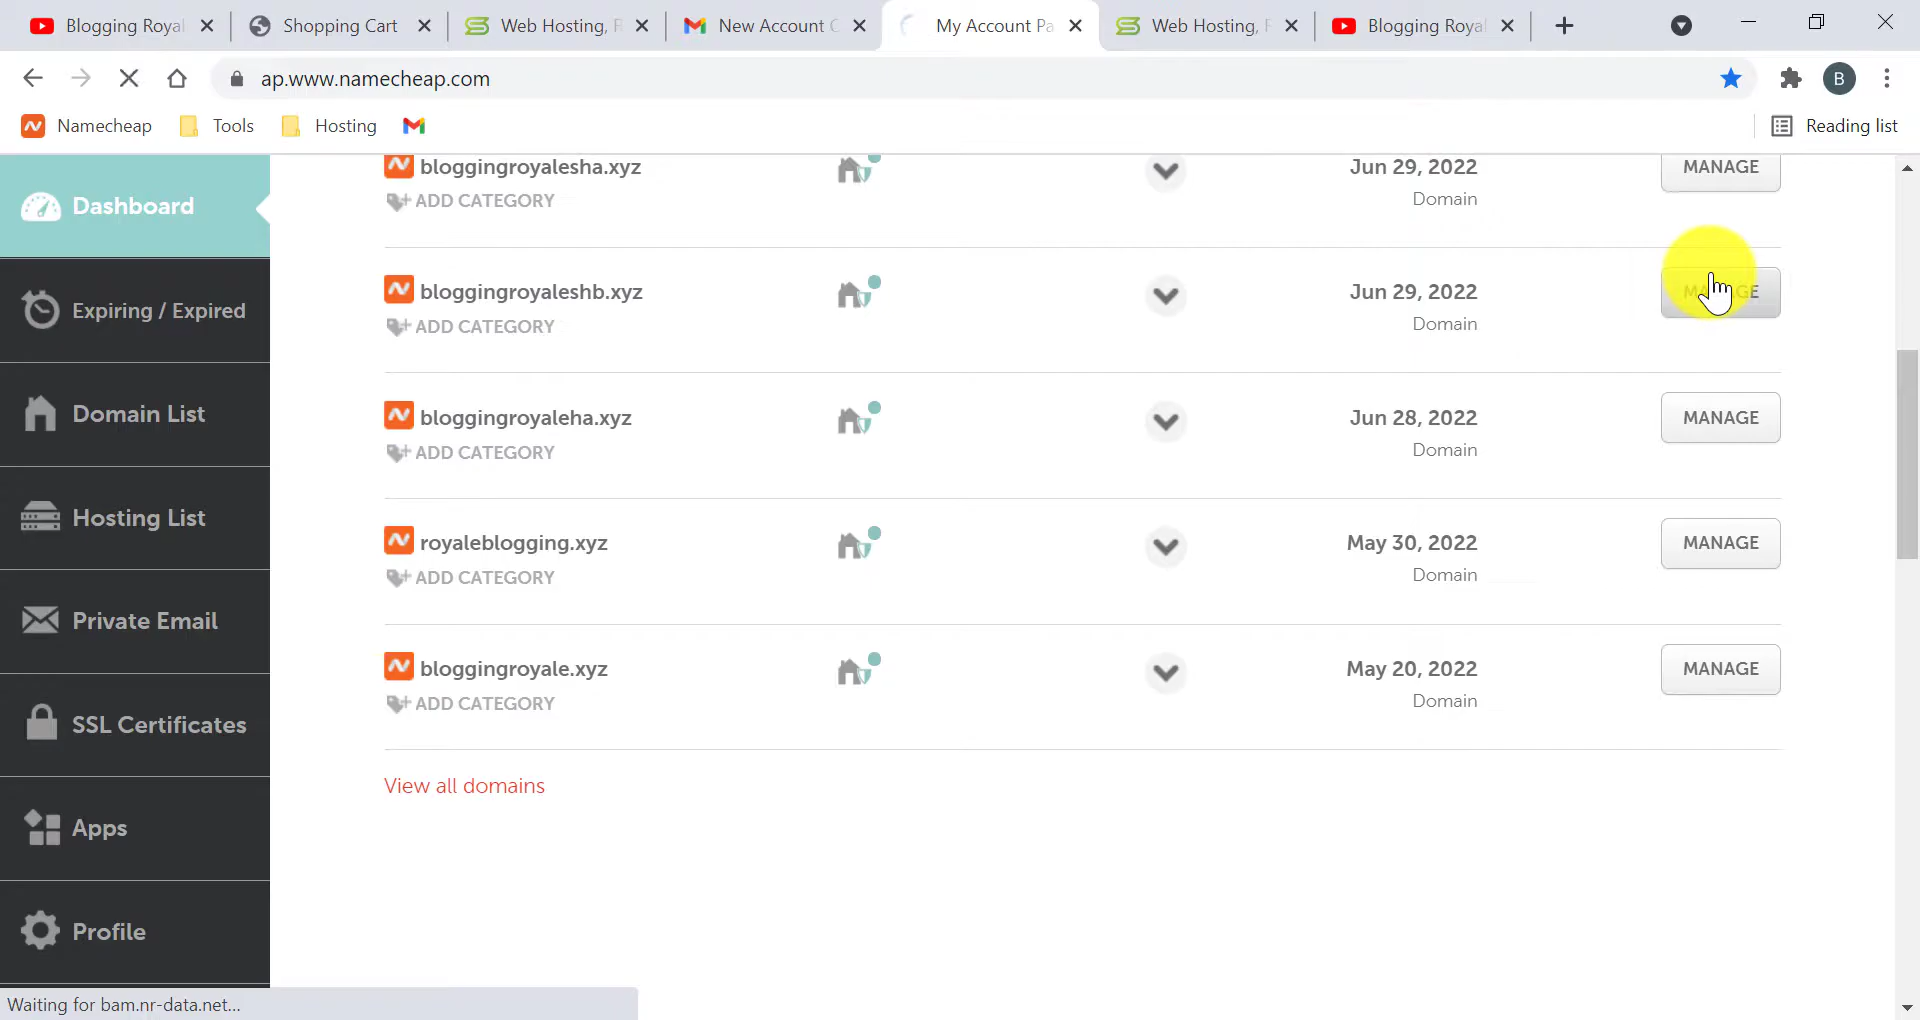 Blogging Royal
Shopping Cart
Web Hosting, R
New Account C
My Account Pa
Web Hosting, R
Blogging Royal
ap.www.namecheap.com
B
Namecheap
Tools
Hosting
Reading list
Dashboard
Expiring / Expired
Domain List
Hosting List
Private Email
SSL Certificates
Apps
Profile
bloggingroyalesha.xyz
ADD CATEGORY
Jun 29, 2022
Domain
MANAGE
bloggingroyaleshb.xyz
ADD CATEGORY
Jun 29, 2022
Domain
MANAGE
bloggingroyaleha.xyz
ADD CATEGORY
Jun 28, 2022
Domain
MANAGE
royaleblogging.xyz
ADD CATEGORY
May 30, 2022
Domain
MANAGE
bloggingroyale.xyz
ADD CATEGORY
May 20, 2022
Domain
MANAGE
View all domains
Waiting for bam.nr-data.net...